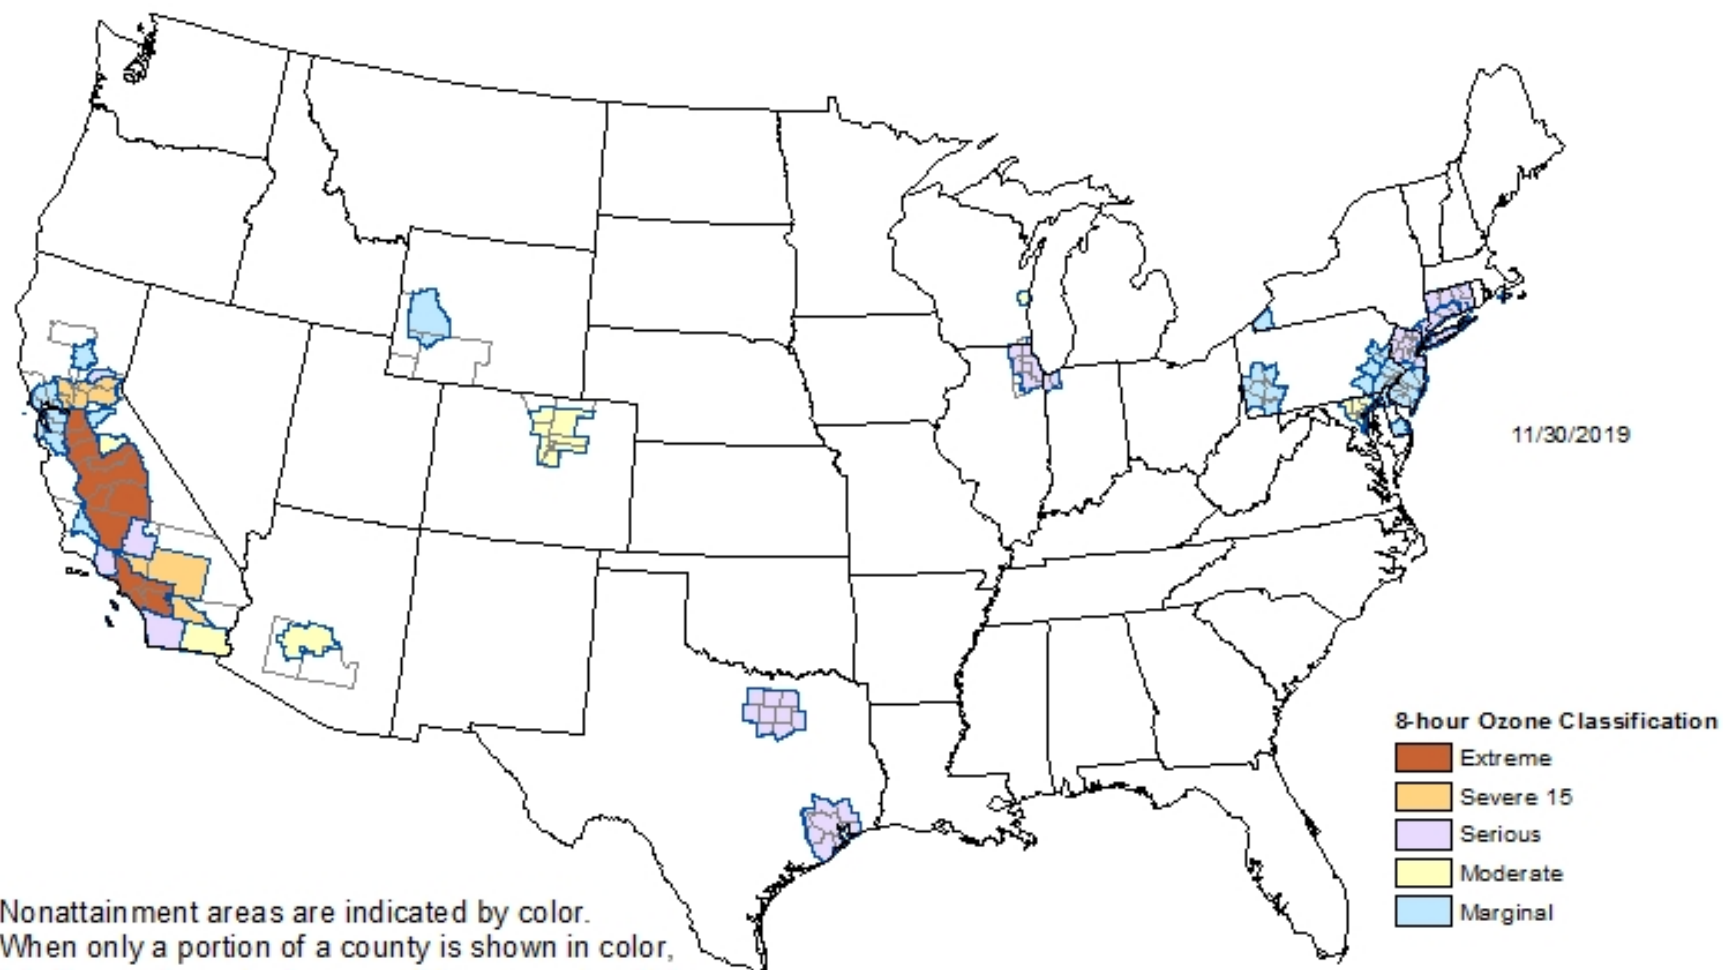 11/30/2019
8-hour Ozone Classification
Extreme
Severe 15
Serious
Moderate
Marginal
Nonattainment areas are indicated by color.
When only a portion of a county is shown in color,